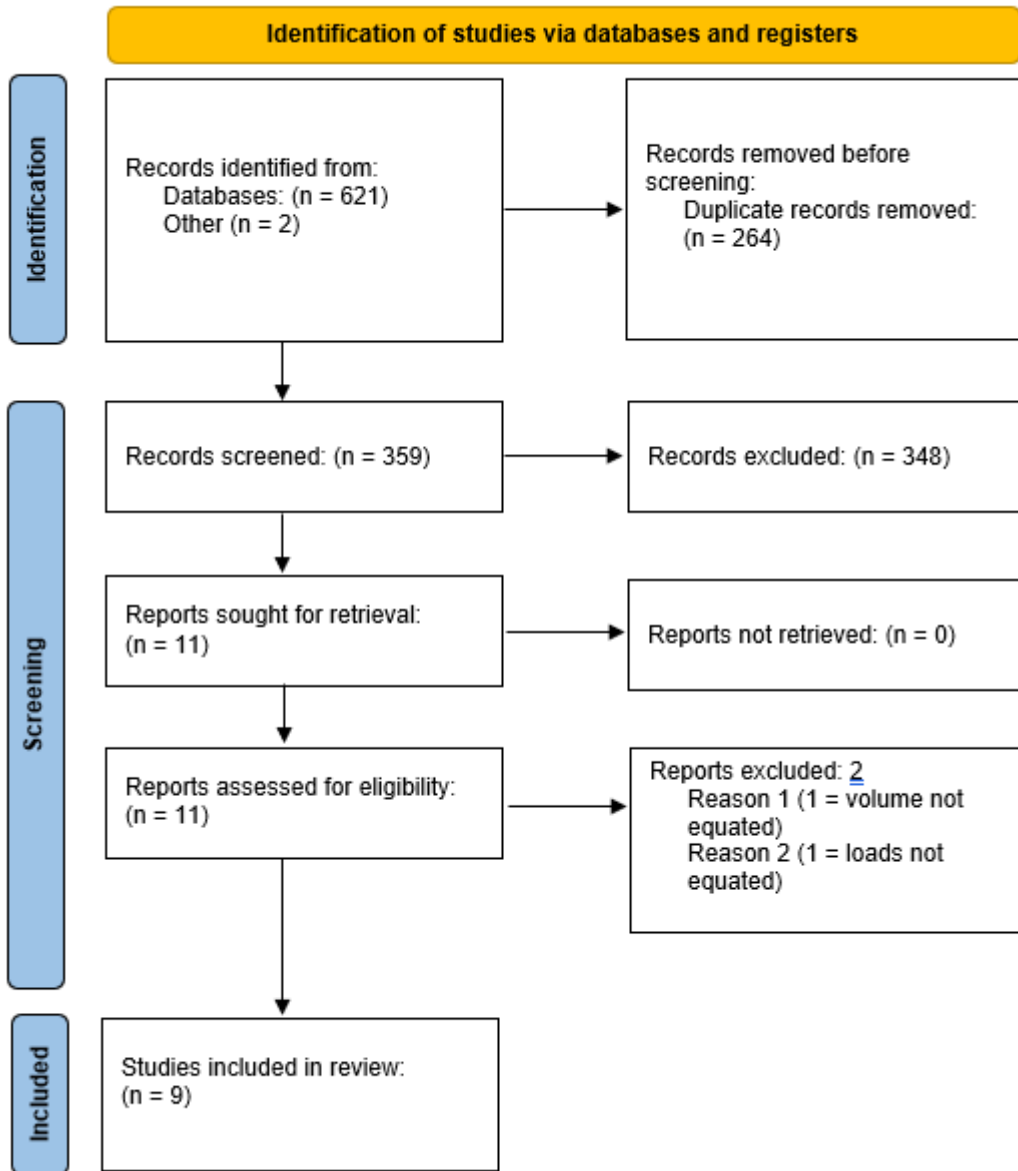 Identification of studies via databases and registers
Identification
Records identified from:
Databases: (n = 621)
Other (n = 2)
Records removed before
screening:
Duplicate records removed:
(n = 264)
Screening
Records screened: (n = 359)
Records excluded: (n = 348)
Reports sought for retrieval:
(n = 11)
Reports not retrieved: (n = 0)
Reports assessed for eligibility:
(n = 11)
Reports excluded: 2
Reason 1 (1 = volume not
equated)
Reason 2 (1 = loads not
equated)
Included
Studies included in review:
(n = 9)